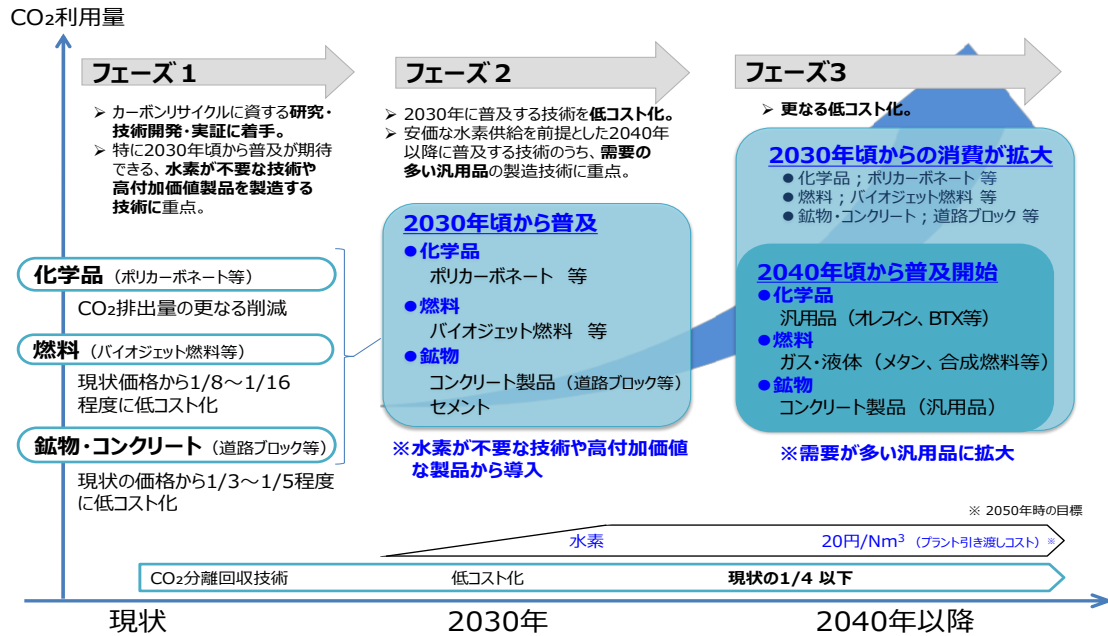 CO₂利用量
フェーズ1
➢ カーボンリサイクルに資する研究・
技術開発・実証に着手。
➢ 特に2030年頃から普及が期待
できる、水素が不要な技術や
高付加価値製品を製造する
技術に重点。
化学品（ポリカーボネート等）
CO₂排出量の更なる削減
燃料（バイオジェット燃料等）
現状価格から1/8～1/16
程度に低コスト化
鉱物・コンクリート（道路ブロック等）
現状の価格から1/3～1/5程度
に低コスト化
フェーズ2
➢ 2030年に普及する技術を低コスト化。
➢ 安価な水素供給を前提とした2040年
以降に普及する技術のうち、需要の
多い汎用品の製造技術に重点。
2030年頃から普及
●化学品
ポリカーボネート 等
●燃料
バイオジェット燃料 等
●鉱物
コンクリート製品（道路ブロック等）
セメント
※水素が不要な技術や高付加価値
な製品から導入
フェーズ3
➢ 更なる低コスト化。
2030年頃からの消費が拡大
● 化学品；ポリカーボネート 等
● 燃料；バイオジェット燃料 等
● 鉱物・コンクリート；道路ブロック 等
2040年頃から普及開始
●化学品
汎用品（オレフィン、BTX等）
●燃料
ガス・液体（メタン、合成燃料等）
●鉱物
コンクリート製品（汎用品）
※需要が多い汎用品に拡大
※ 2050年時の目標
水素 20円/Nm³（プラント引き渡しコスト）※
CO₂分離回収技術 低コスト化 現状の1/4 以下
現状 2030年 2040年以降